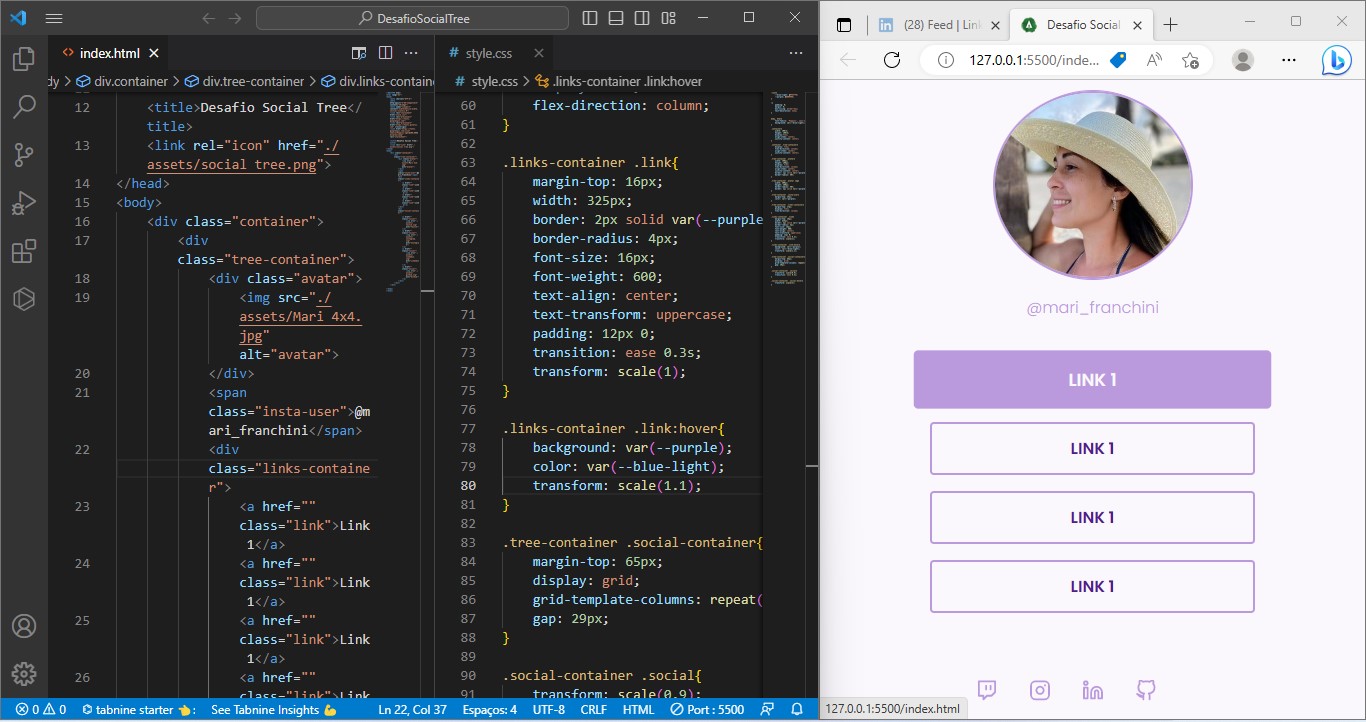 DesafioSocialTree
index.html
style.css
dy > div.container > div.tree-container > div.links-containe
style.css > .links-container .link:hover
12 <title>Desafio Social Tree</
title>
13 <link rel="icon" href="./
assets/social tree.png">
14 </head>
15 <body>
16 <div class="container">
17 <div
class="tree-container">
18 <div class="avatar">
19 <img src="./
assets/Mari 4x4.
jpg"
alt="avatar">
20 </div>
21 <span
class="insta-user">@m
ari_franchini</span>
22 <div
class="links-containe
r">
23 <a href=""
class="link">Link
1</a>
24 <a href=""
class="link">Link
1</a>
25 <a href=""
class="link">Link
1</a>
26 <a href=""
class="link">Link
60 flex-direction: column;
61 }
62
63 .links-container .link{
64 margin-top: 16px;
65 width: 325px;
66 border: 2px solid var(--purple
67 border-radius: 4px;
68 font-size: 16px;
69 font-weight: 600;
70 text-align: center;
71 text-transform: uppercase;
72 padding: 12px 0;
73 transition: ease 0.3s;
74 transform: scale(1);
75 }
76
77 .links-container .link:hover{
78 background: var(--purple);
79 color: var(--blue-light);
80 transform: scale(1.1);
81 }
82
83 .tree-container .social-container{
84 margin-top: 65px;
85 display: grid;
86 grid-template-columns: repeat(
87 gap: 29px;
88 }
89
90 .social-container .social{
91 transform: scale(0.9);
0 0 tabnine starter : See Tabnine Insights Ln 22, Col 37 Espaços: 4 UTF-8 CRLF HTML Port : 5500
(28) Feed | Lin
Desafio Social
127.0.0.1:5500/inde...
@mari_franchini
LINK 1
LINK 1
LINK 1
LINK 1
127.0.0.1:5500/index.html